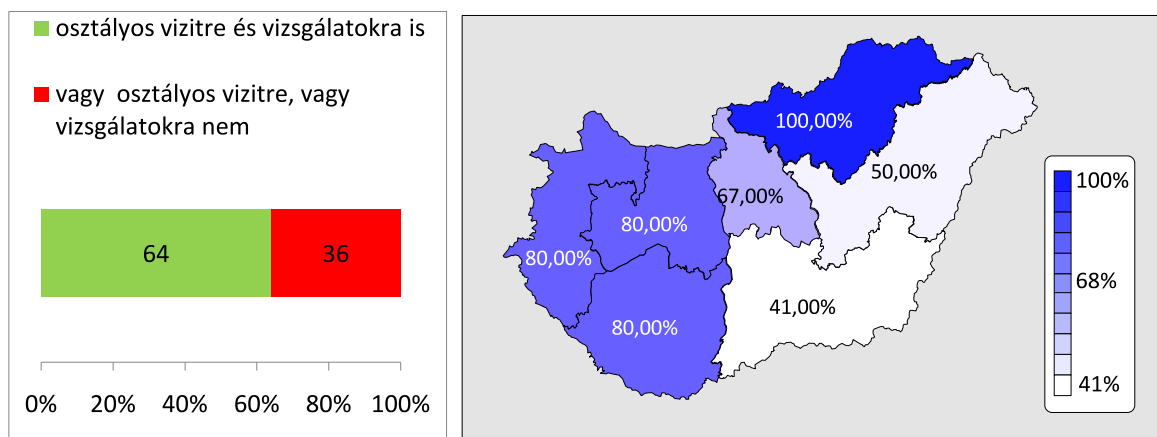 osztályos vizitre és vizsgálatokra is
vagy  osztályos vizitre, vagy
vizsgálatokra nem
64 36
0% 20% 40% 60% 80% 100%
100,00%
50,00%
67,00%
80,00%
80,00%
41,00%
80,00%
100%
68%
41%